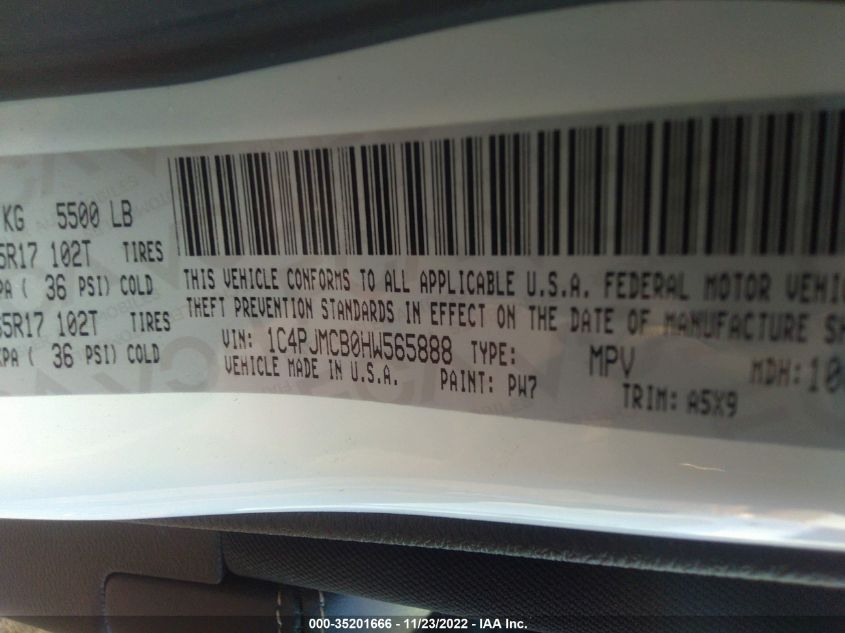 KG 5500 LB
5R17 102T TIRES
PA ( 36 PSI) COLD
5R17 102T TIRES
KPA ( 36 PSI) COLD
THIS VEHICLE CONFORMS TO ALL APPLICABLE U.S.A. FEDERAL MOTOR VEHI
THEFT PREVENTION STANDARDS IN EFFECT ON THE DATE OF MANUFACTURE SH
VIN: 1C4PJMCB0HW565888 TYPE: MPV MDH: 10
VEHICLE MADE IN U.S.A. PAINT: PW7 TRIM: A5X9
000-35201666 - 11/23/2022 - IAA Inc.